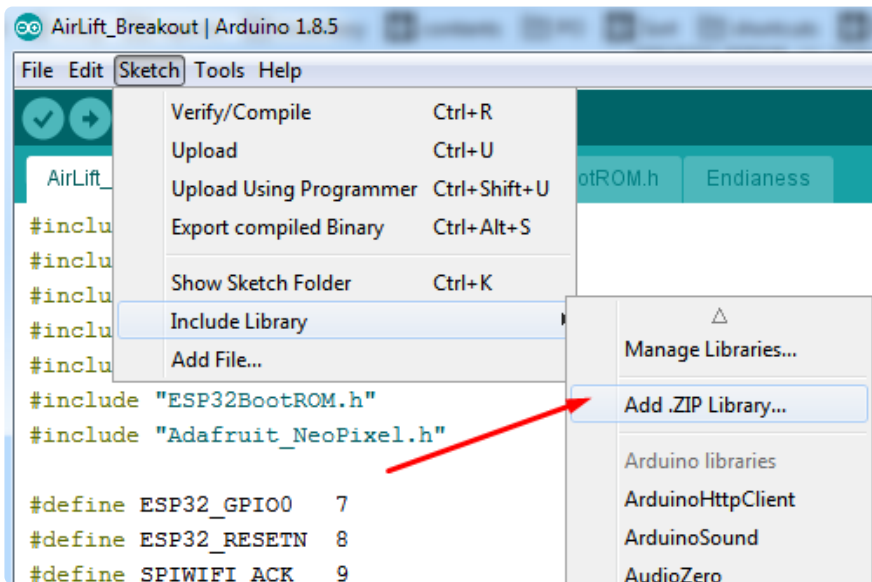 AirLift_Breakout | Arduino 1.8.5
File Edit Sketch Tools Help
Verify/Compile Ctrl+R
Upload Ctrl+U
Upload Using Programmer Ctrl+Shift+U
Export compiled Binary Ctrl+Alt+S
Show Sketch Folder Ctrl+K
Include Library
Add File...
Manage Libraries...
Add .ZIP Library...
Arduino libraries
ArduinoHttpClient
ArduinoSound
AudioZero
AirLift_ otROM.h Endianess
#inclu
#inclu
#inclu
#inclu
#inclu
#include "ESP32BootROM.h"
#include "Adafruit_NeoPixel.h"
#define ESP32_GPIO0 7
#define ESP32_RESETN 8
#define SPIWIFI_ACK 9